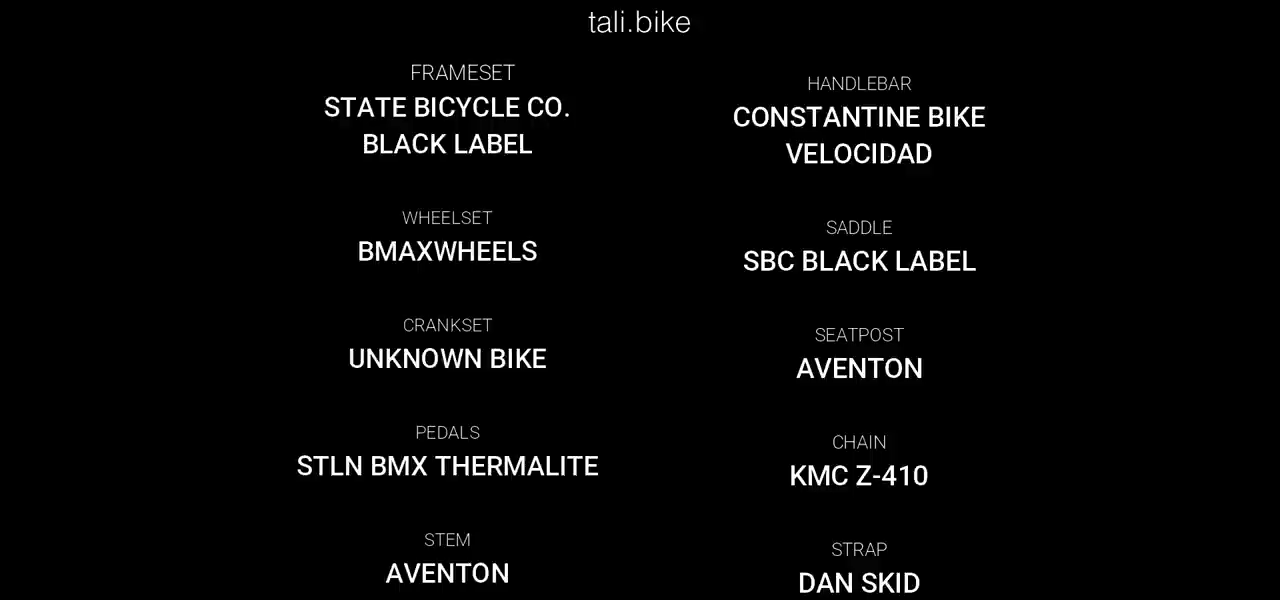 tali.bike
FRAMESET
STATE BICYCLE CO.
BLACK LABEL
WHEELSET
BMAXWHEELS
CRANKSET
UNKNOWN BIKE
PEDALS
STLN BMX THERMALITE
STEM
AVENTON
HANDLEBAR
CONSTANTINE BIKE
VELOCIDAD
SADDLE
SBC BLACK LABEL
SEATPOST
AVENTON
CHAIN
KMC Z-410
STRAP
DAN SKID